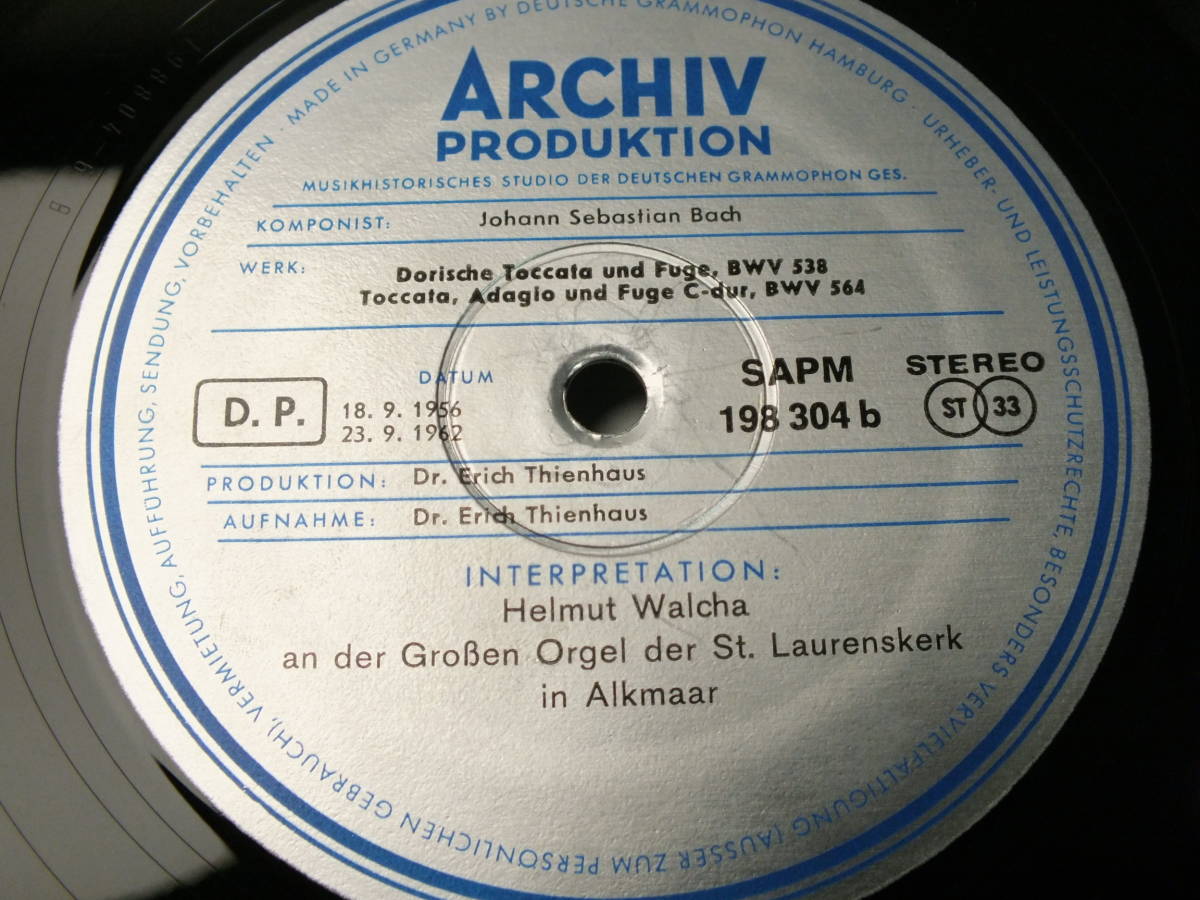 ARCHIV
PRODUKTION
MUSIKHISTORISCHES STUDIO DER DEUTSCHEN GRAMMOPHON GES.
KOMPONIST: Johann Sebastian Bach
WERK: Dorische Toccata und Fuge, BWV 538
Toccata, Adagio und Fuge C-dur, BWV 564
D. P.
DATUM
18. 9. 1956
23. 9. 1962
SAPM
198 304 b
STEREO
ST 33
PRODUKTION: Dr. Erich Thienhaus
AUFNAHME: Dr. Erich Thienhaus
INTERPRETATION:
Helmut Walcha
an der Großen Orgel der St. Laurenskerk
in Alkmaar
MADE IN GERMANY BY DEUTSCHE GRAMMOPHON HAMBURG · URHEBER- UND LEISTUNGSSCHUTZRECHTE, BESONDERS VERVIELFÄLTIGUNG (AUSSER ZUM PERSÖNLICHEN GEBRAUCH), VERMIETUNG, AUFFÜHRUNG, SENDUNG, VORBEHALTEN ·